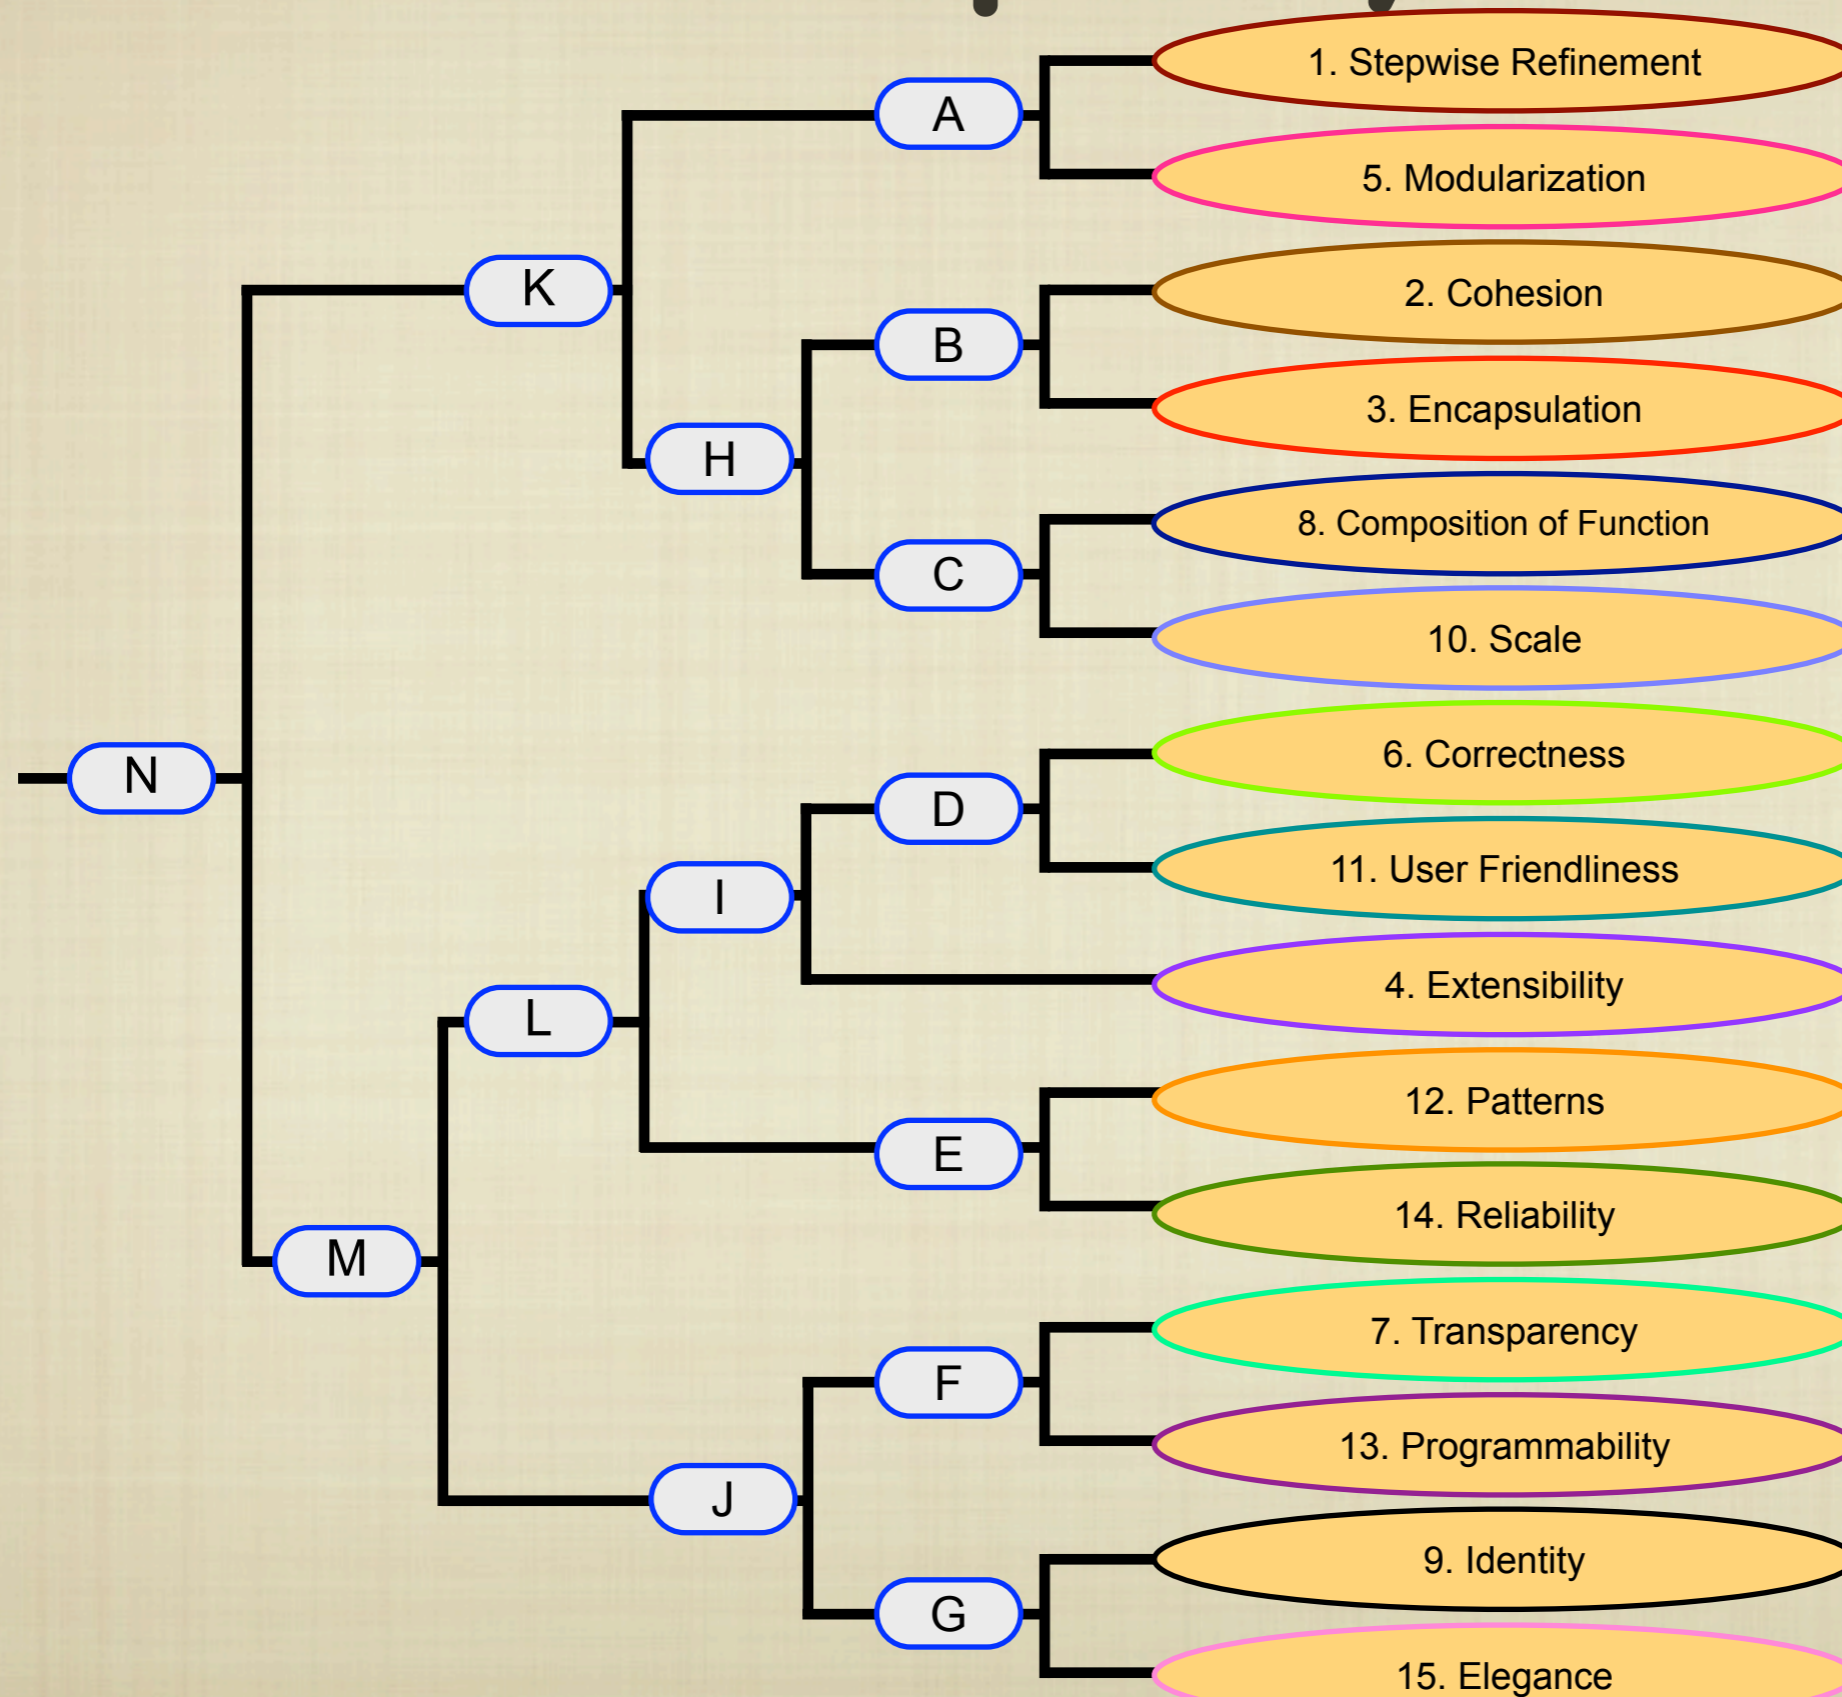 1. Stepwise Refinement
A
5. Modularization
K
2. Cohesion
B
3. Encapsulation
H
8. Composition of Function
C
10. Scale
6. Correctness
N
D
11. User Friendliness
I
4. Extensibility
L
12. Patterns
E
14. Reliability
M
7. Transparency
F
13. Programmability
J
9. Identity
G
15. Elegance